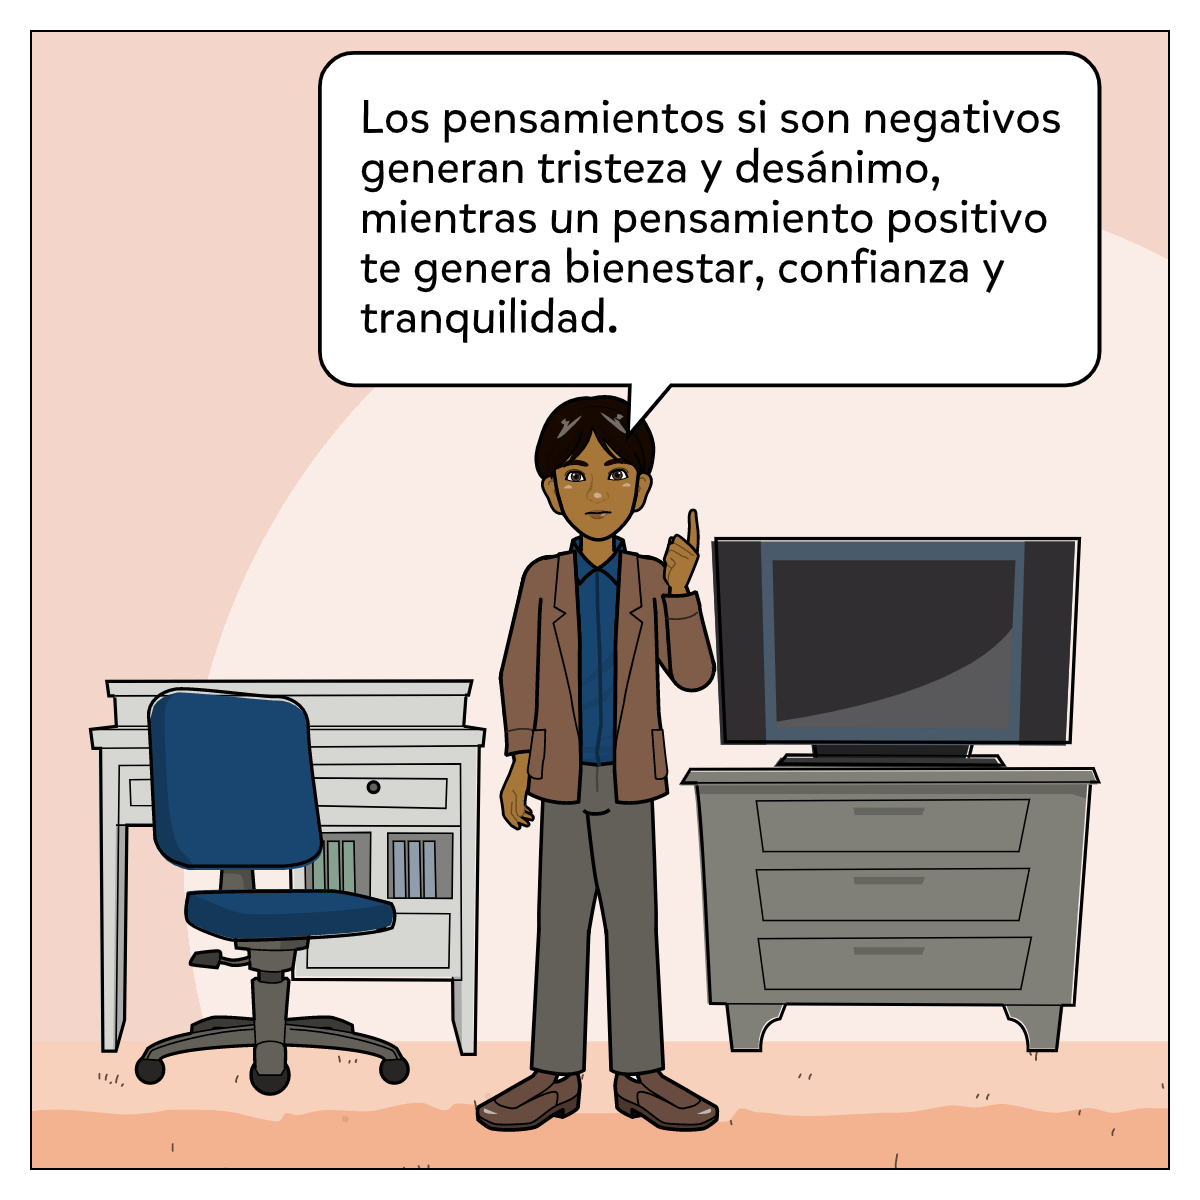 Los pensamientos si son negativos
generan tristeza y desánimo,
mientras un pensamiento positivo
te genera bienestar, confianza y
tranquilidad.